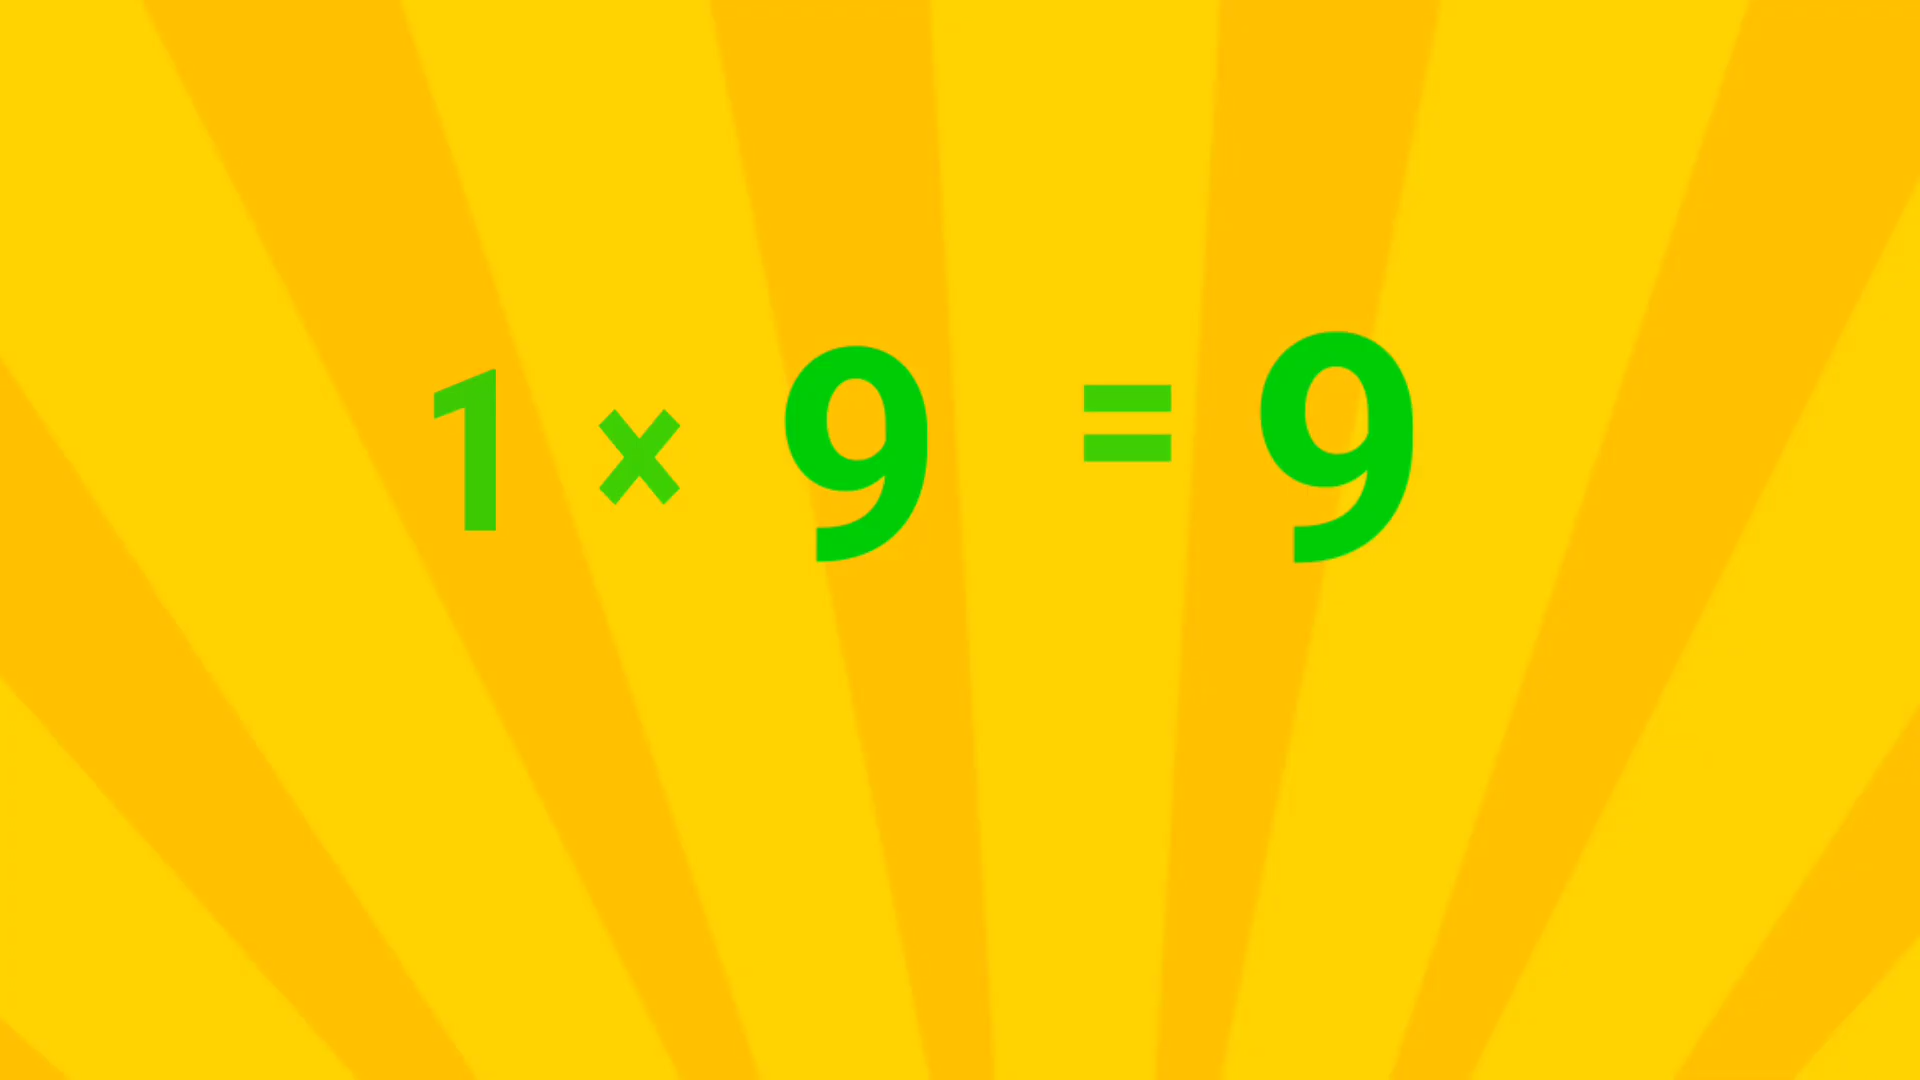 1 × 9 = 9